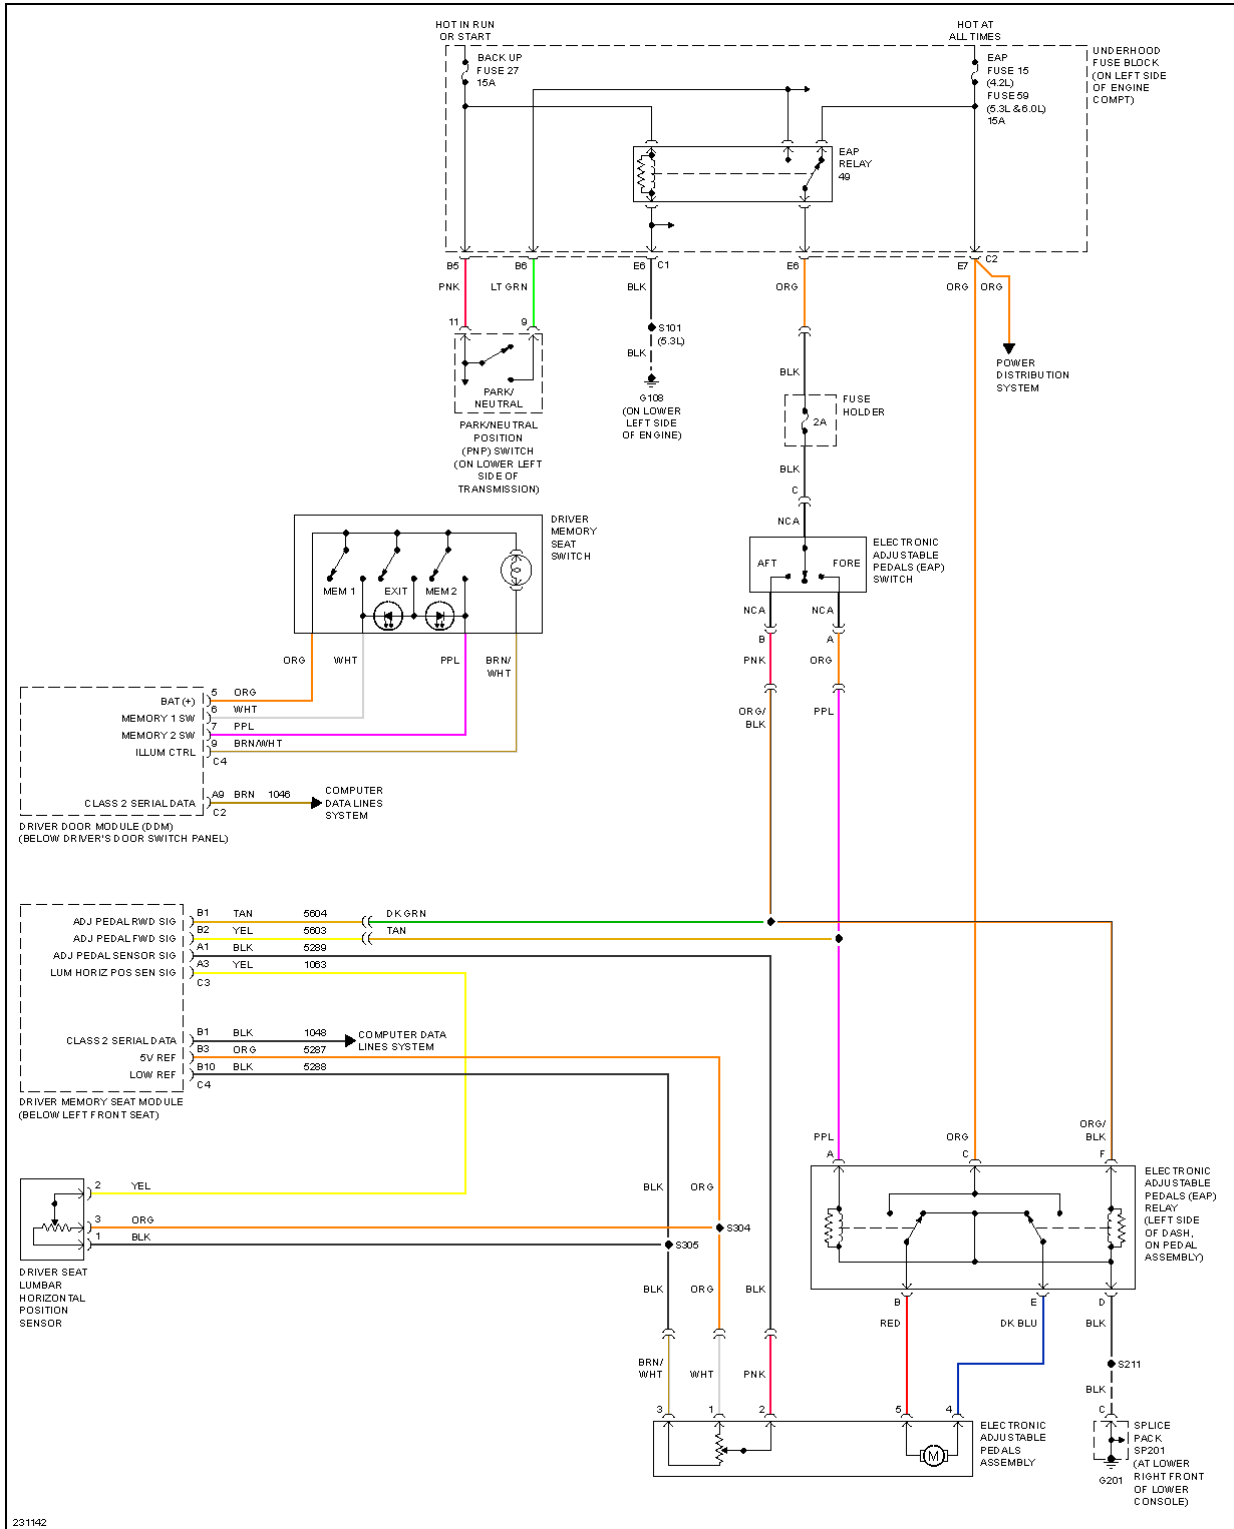 HOT IN RUN
OR START
HOT AT
ALL TIMES
BACK UP
FUSE 27
15A
EAP
FUSE 15
(4.2L)
FUSE 59
(5.3L & 6.0L)
15A
UNDERHOOD
FUSE BLOCK
(ON LEFT SIDE
OF ENGINE
COMPT)
EAP
RELAY
49
B5
B6
E6
C1
E6
E7
C2
PNK
LT GRN
BLK
ORG
ORG
ORG
11
9
S101
(5.3L)
BLK
PARK/
NEUTRAL
G108
(ON LOWER
LEFT SIDE
OF ENGINE)
POWER
DISTRIBUTION
SYSTEM
BLK
FUSE
HOLDER
2A
PARK/NEUTRAL
POSITION
(PNP) SWITCH
(ON LOWER LEFT
SIDE OF
TRANSMISSION)
BLK
C
NCA
DRIVER
MEMORY
SEAT
SWITCH
MEM 1
EXIT
MEM 2
ELECTRONIC
ADJUSTABLE
PEDALS (EAP)
SWITCH
AFT
FORE
NCA
NCA
B
A
PNK
ORG
ORG
WHT
PPL
BRN/
WHT
ORG/
BLK
PPL
BAT (+)
5
ORG
MEMORY 1 SW
6
WHT
MEMORY 2 SW
7
PPL
ILLUM CTRL
9
BRN/WHT
C4
CLASS 2 SERIAL DATA
A9
BRN
1046
C2
COMPUTER
DATA LINES
SYSTEM
DRIVER DOOR MODULE (DDM)
(BELOW DRIVER'S DOOR SWITCH PANEL)
ADJ PEDAL RWD SIG
B1
TAN
5604
DK GRN
ADJ PEDAL FWD SIG
B2
YEL
5603
TAN
ADJ PEDAL SENSOR SIG
A1
BLK
5289
LUM HORIZ POS SEN SIG
A3
YEL
1063
C3
CLASS 2 SERIAL DATA
B1
BLK
1048
COMPUTER DATA
LINES SYSTEM
5V REF
B3
ORG
5287
LOW REF
B10
BLK
5288
C4
DRIVER MEMORY SEAT MODULE
(BELOW LEFT FRONT SEAT)
PPL
A
ORG
C
ORG/
BLK
F
ELECTRONIC
ADJUSTABLE
PEDALS (EAP)
RELAY
(LEFT SIDE
OF DASH,
ON PEDAL
ASSEMBLY)
2
YEL
BLK
ORG
3
ORG
S304
1
BLK
S305
DRIVER SEAT
LUMBAR
HORIZONTAL
POSITION
SENSOR
BLK
ORG
BLK
B
E
D
RED
DK BLU
BLK
BRN/
WHT
WHT
PNK
S211
BLK
3
1
2
5
4
C
M
ELECTRONIC
ADJUSTABLE
PEDALS
ASSEMBLY
SPLICE
PACK
SP201
(AT LOWER
RIGHT FRONT
OF LOWER
CONSOLE)
G201
231142